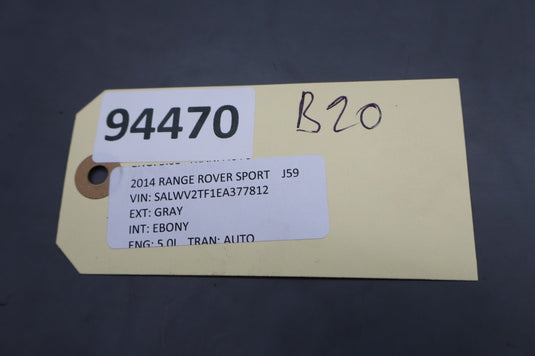 94470
B20
2014 RANGE ROVER SPORT J59
VIN: SALWV2TF1EA377812
EXT: GRAY
INT: EBONY
ENG: 5.0L TRAN: AUTO